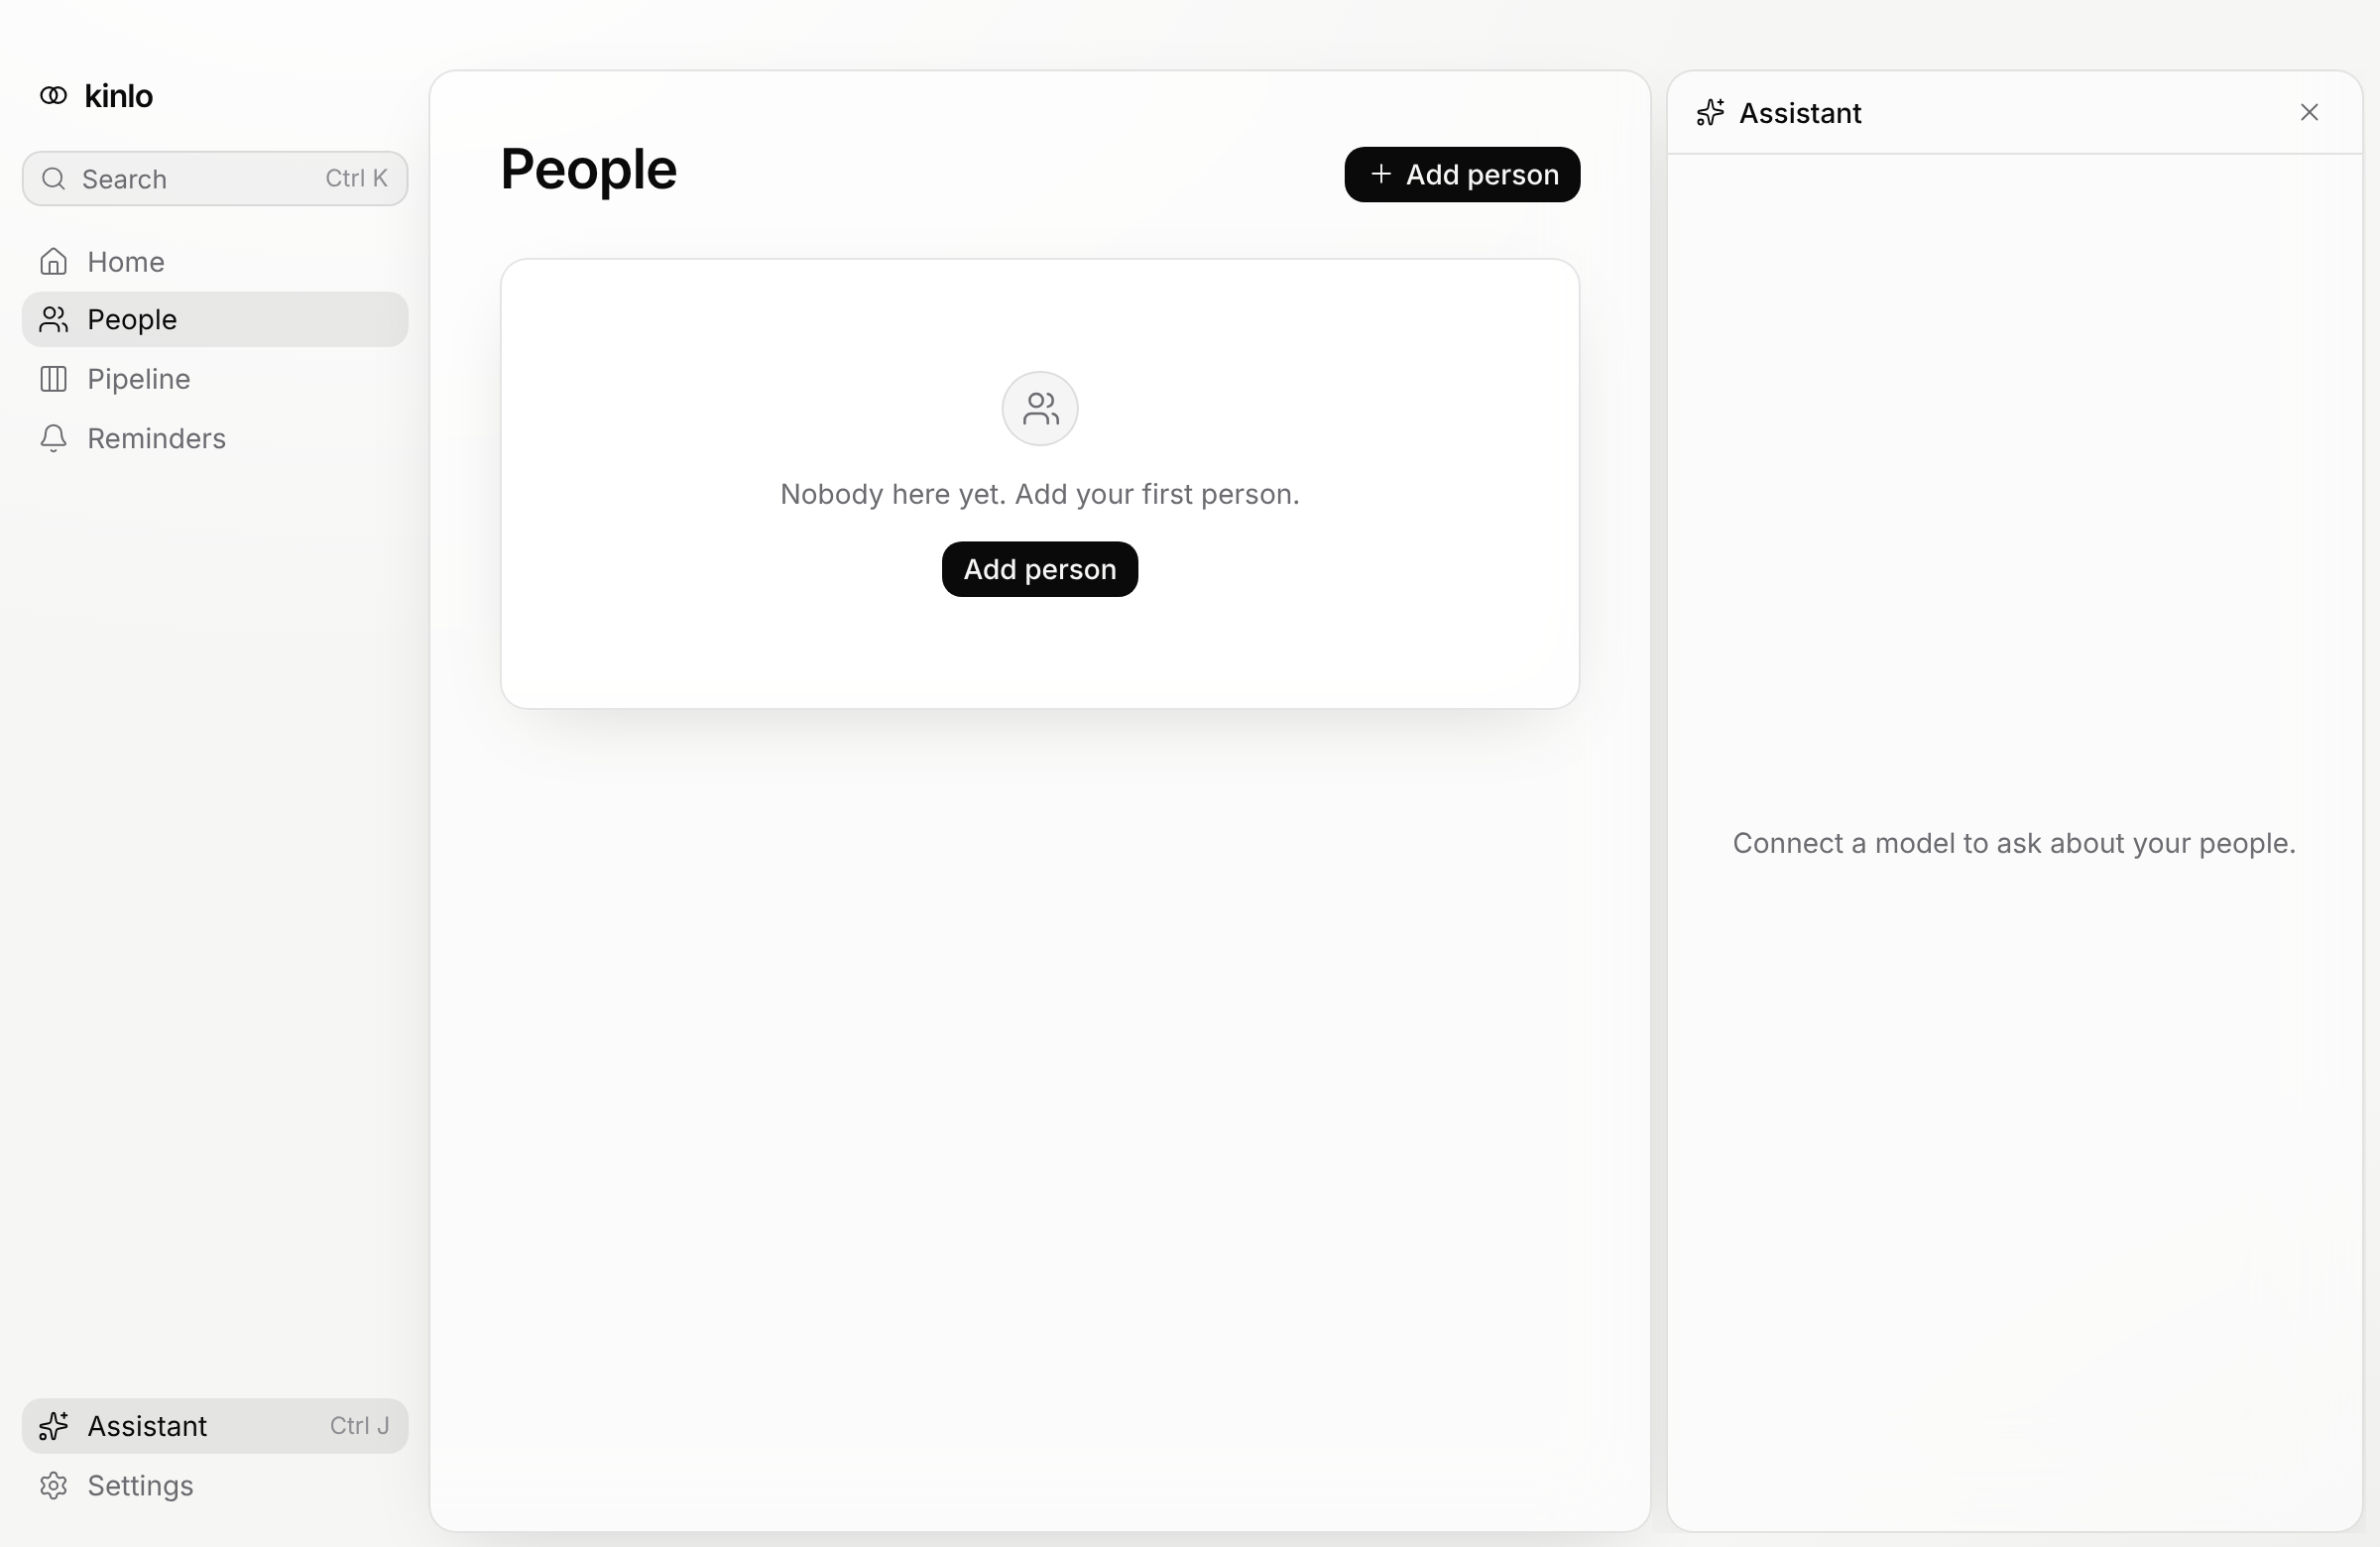 kinlo
Search Ctrl K
Home
People
Pipeline
Reminders
Assistant Ctrl J
Settings
People
Add person
Nobody here yet. Add your first person.
Add person
Assistant
Connect a model to ask about your people.